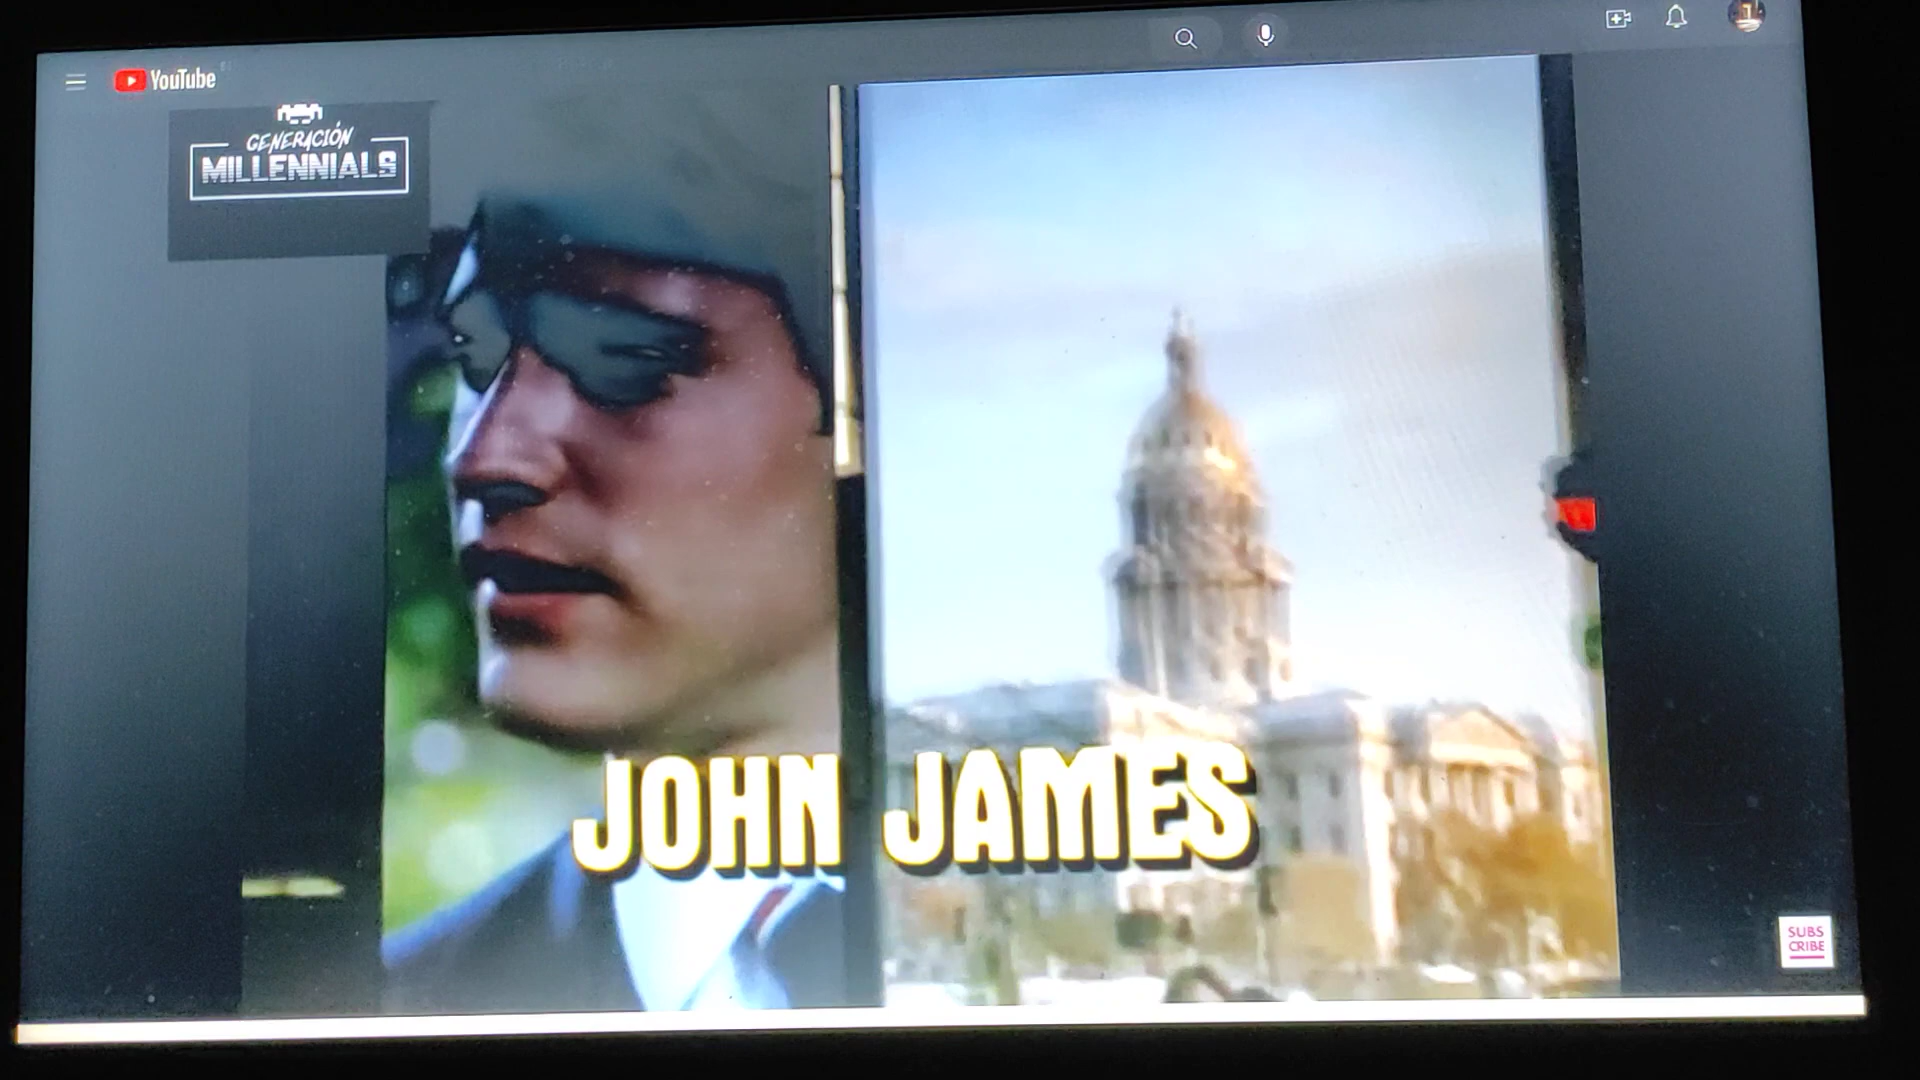 YouTube
GENERACIÓN
MILLENNIALS
JOHN JAMES
SUBS
CRIBE